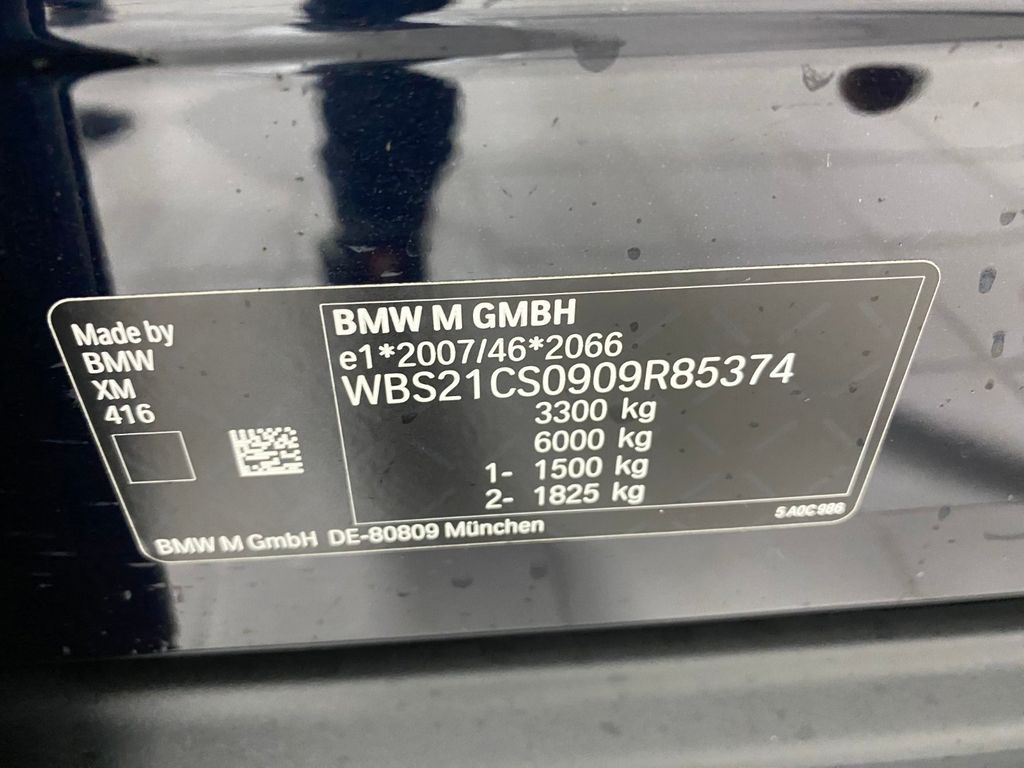 Made by
BMW
XM
416
BMW M GMBH
e1*2007/46*2066
WBS21CS0909R85374
3300 kg
6000 kg
1- 1500 kg
2- 1825 kg
5A0C986
BMW M GmbH DE-80809 München